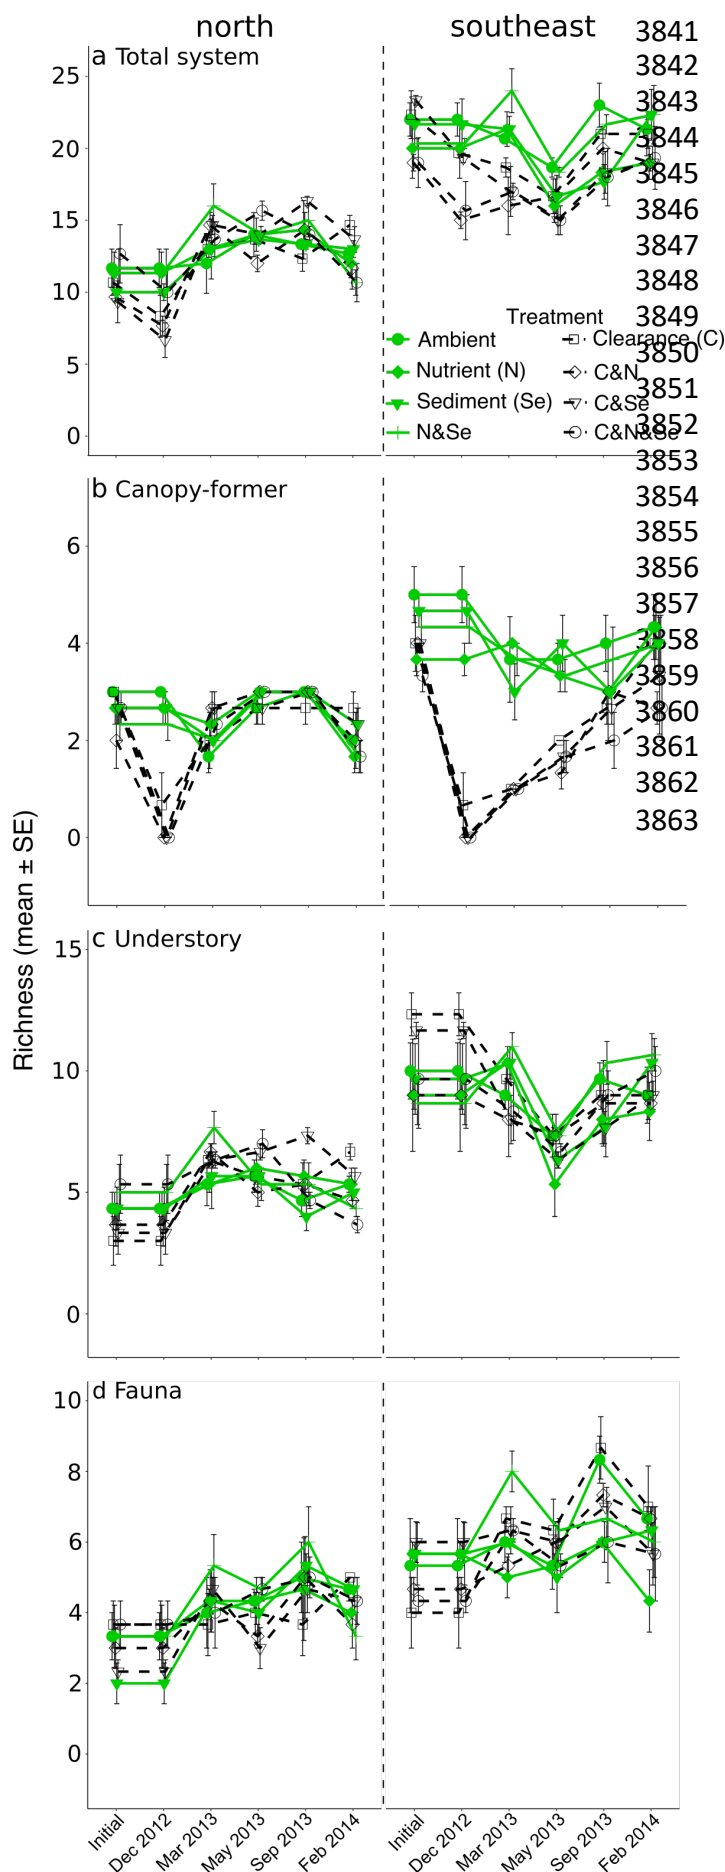 north southeast
a Total system
25
20
15
10
5
0
Treatment
Ambient
Nutrient (N)
Sediment (Se)
N&Se
Clearance (C)
C&N
C&Se
C&N&Se
b Canopy-former
6
4
2
0
Richness (mean ± SE)
c Understory
15
10
5
0
d Fauna
10
8
6
4
2
0
Initial Dec 2012 Mar 2013 May 2013 Sep 2013 Feb 2014
Initial Dec 2012 Mar 2013 May 2013 Sep 2013 Feb 2014
3841
3842
3843
3844
3845
3846
3847
3848
3849
3850
3851
3852
3853
3854
3855
3856
3857
3858
3859
3860
3861
3862
3863